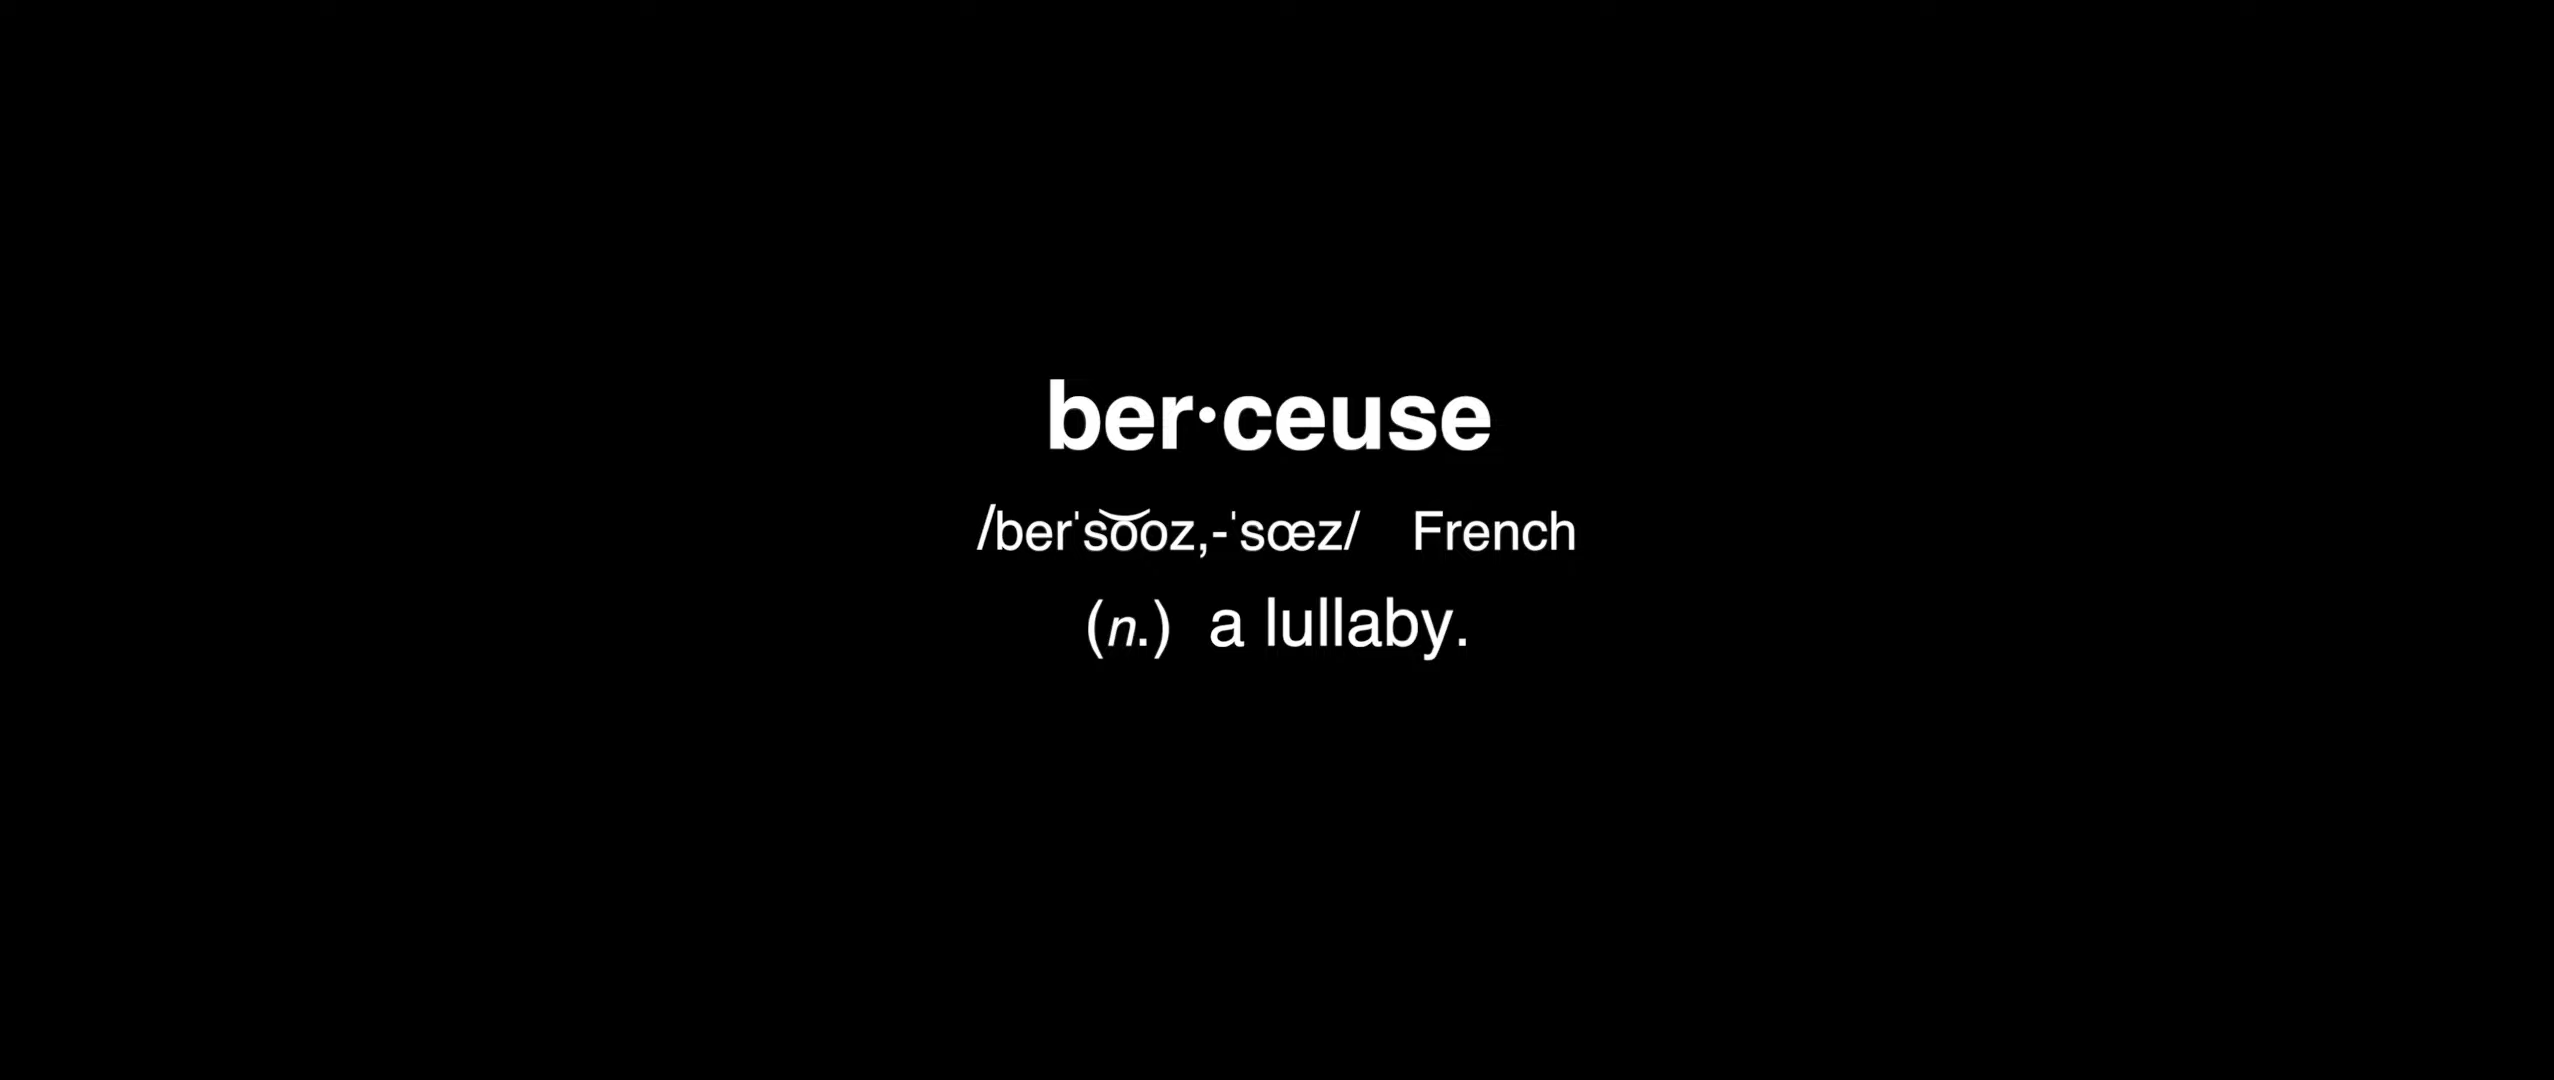 ber·ceuse
/berˈso͝oz,-ˈsœz/ French
(n.) a lullaby.